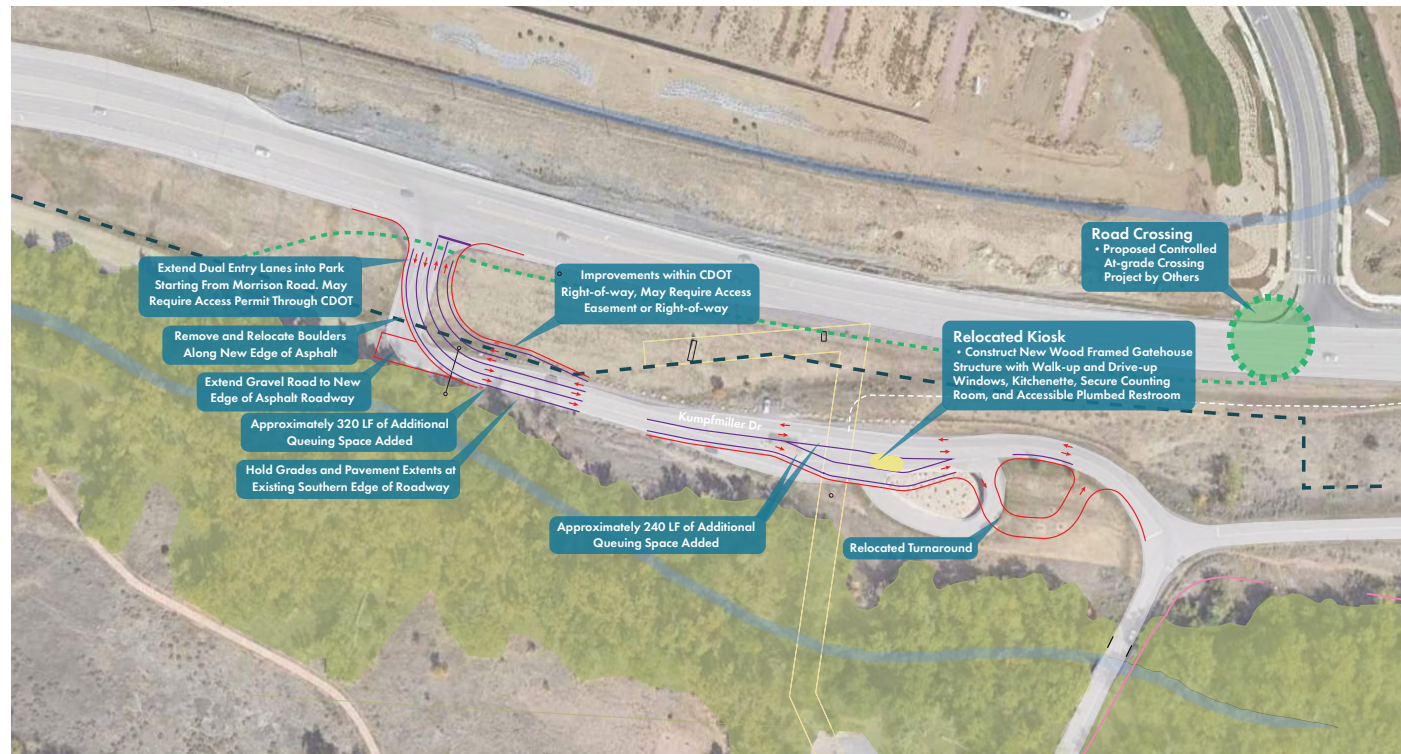 Road Crossing
• Proposed Controlled
At-grade Crossing
Project by Others
Extend Dual Entry Lanes into Park
Starting From Morrison Road. May
Require Access Permit Through CDOT
Improvements within CDOT
Right-of-way, May Require Access
Easement or Right-of-way
Remove and Relocate Boulders
Along New Edge of Asphalt
Relocated Kiosk
• Construct New Wood Framed Gatehouse
Structure with Walk-up and Drive-up
Windows, Kitchenette, Secure Counting
Room, and Accessible Plumbed Restroom
Extend Gravel Road to New
Edge of Asphalt Roadway
Approximately 320 LF of Additional
Queuing Space Added
Kumpfmiller Dr
Hold Grades and Pavement Extents at
Existing Southern Edge of Roadway
Approximately 240 LF of Additional
Queuing Space Added
Relocated Turnaround